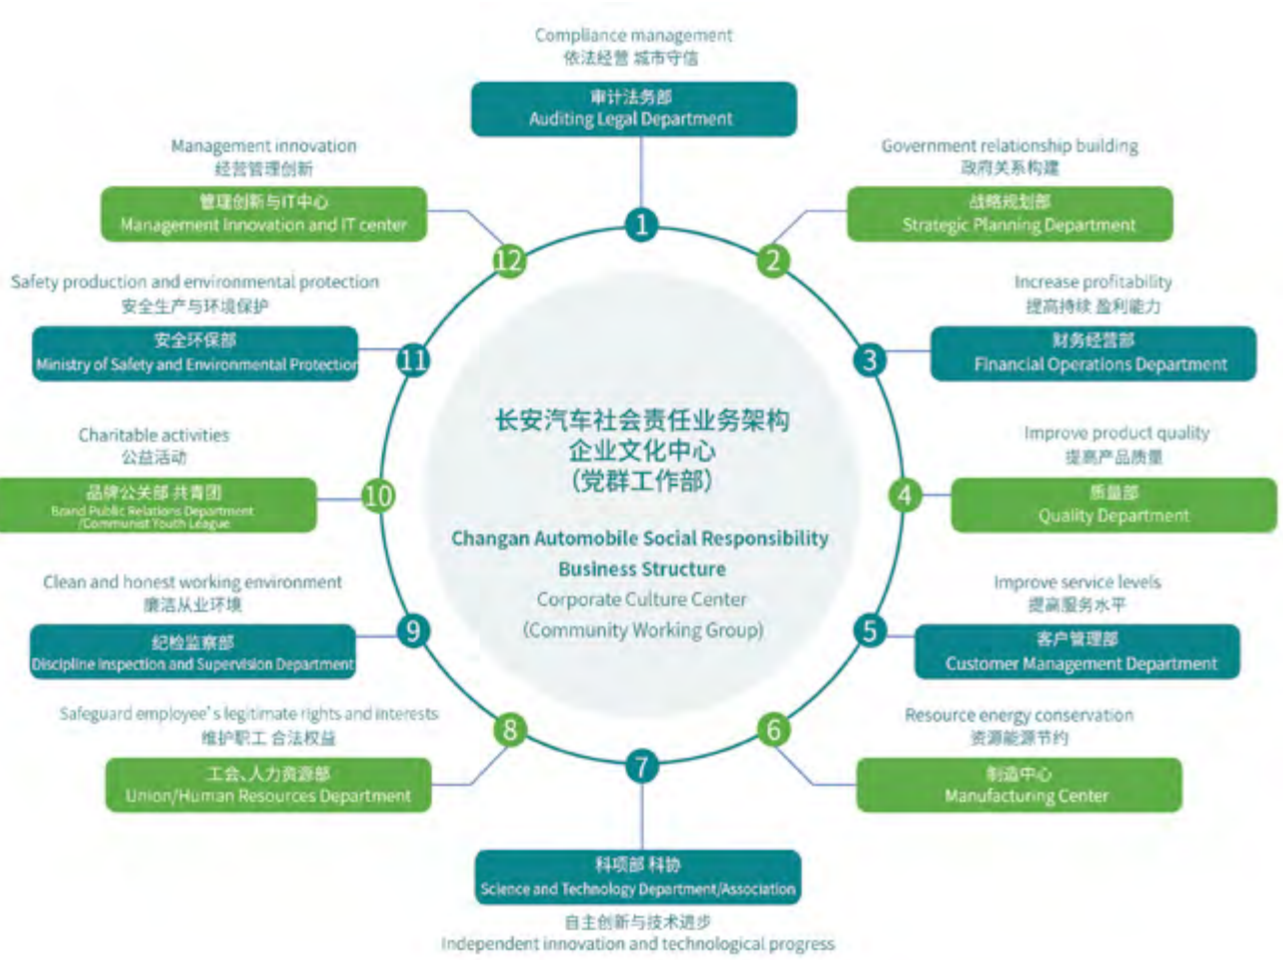 Compliance management
依法经营 城市守信
审计法务部
Auditing Legal Department
1
Government relationship building
政府关系构建
战略规划部
Strategic Planning Department
2
Increase profitability
提高持续 盈利能力
财务经营部
Financial Operations Department
3
Improve product quality
提高产品质量
质量部
Quality Department
4
Improve service levels
提高服务水平
客户管理部
Customer Management Department
5
Resource energy conservation
资源能源节约
制造中心
Manufacturing Center
6
7
科项部 科协
Science and Technology Department/Association
自主创新与技术进步
Independent innovation and technological progress
Safeguard employee's legitimate rights and interests
维护职工 合法权益
工会、人力资源部
Union/Human Resources Department
8
Clean and honest working environment
廉洁从业环境
纪检监察部
Discipline Inspection and Supervision Department
9
Charitable activities
公益活动
品牌公关部 共青团
Brand Public Relations Department
/Communist Youth League
10
Safety production and environmental protection
安全生产与环境保护
安全环保部
Ministry of Safety and Environmental Protection
11
Management innovation
经营管理创新
管理创新与IT中心
Management Innovation and IT center
12
长安汽车社会责任业务架构
企业文化中心
（党群工作部）
Changan Automobile Social Responsibility
Business Structure
Corporate Culture Center
(Community Working Group)